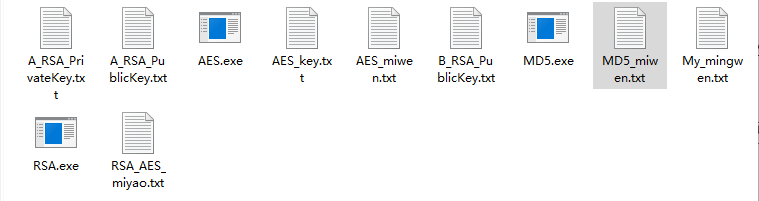 A_RSA_Pri
vateKey.tx
t
A_RSA_Pu
blicKey.txt
AES.exe
AES_key.tx
t
AES_miwe
n.txt
B_RSA_Pu
blicKey.txt
MD5.exe
MD5_miw
en.txt
My_mingw
en.txt
RSA.exe
RSA_AES_
miyao.txt